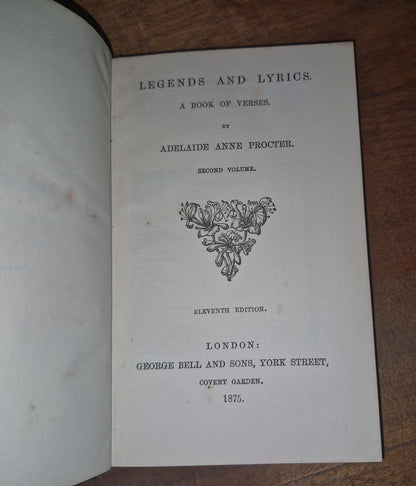 LEGENDS AND LYRICS.
A BOOK OF VERSES.
BY
ADELAIDE ANNE PROCTER.
SECOND VOLUME.
ELEVENTH EDITION.
LONDON:
GEORGE BELL AND SONS, YORK STREET,
COVENT GARDEN.
1875.